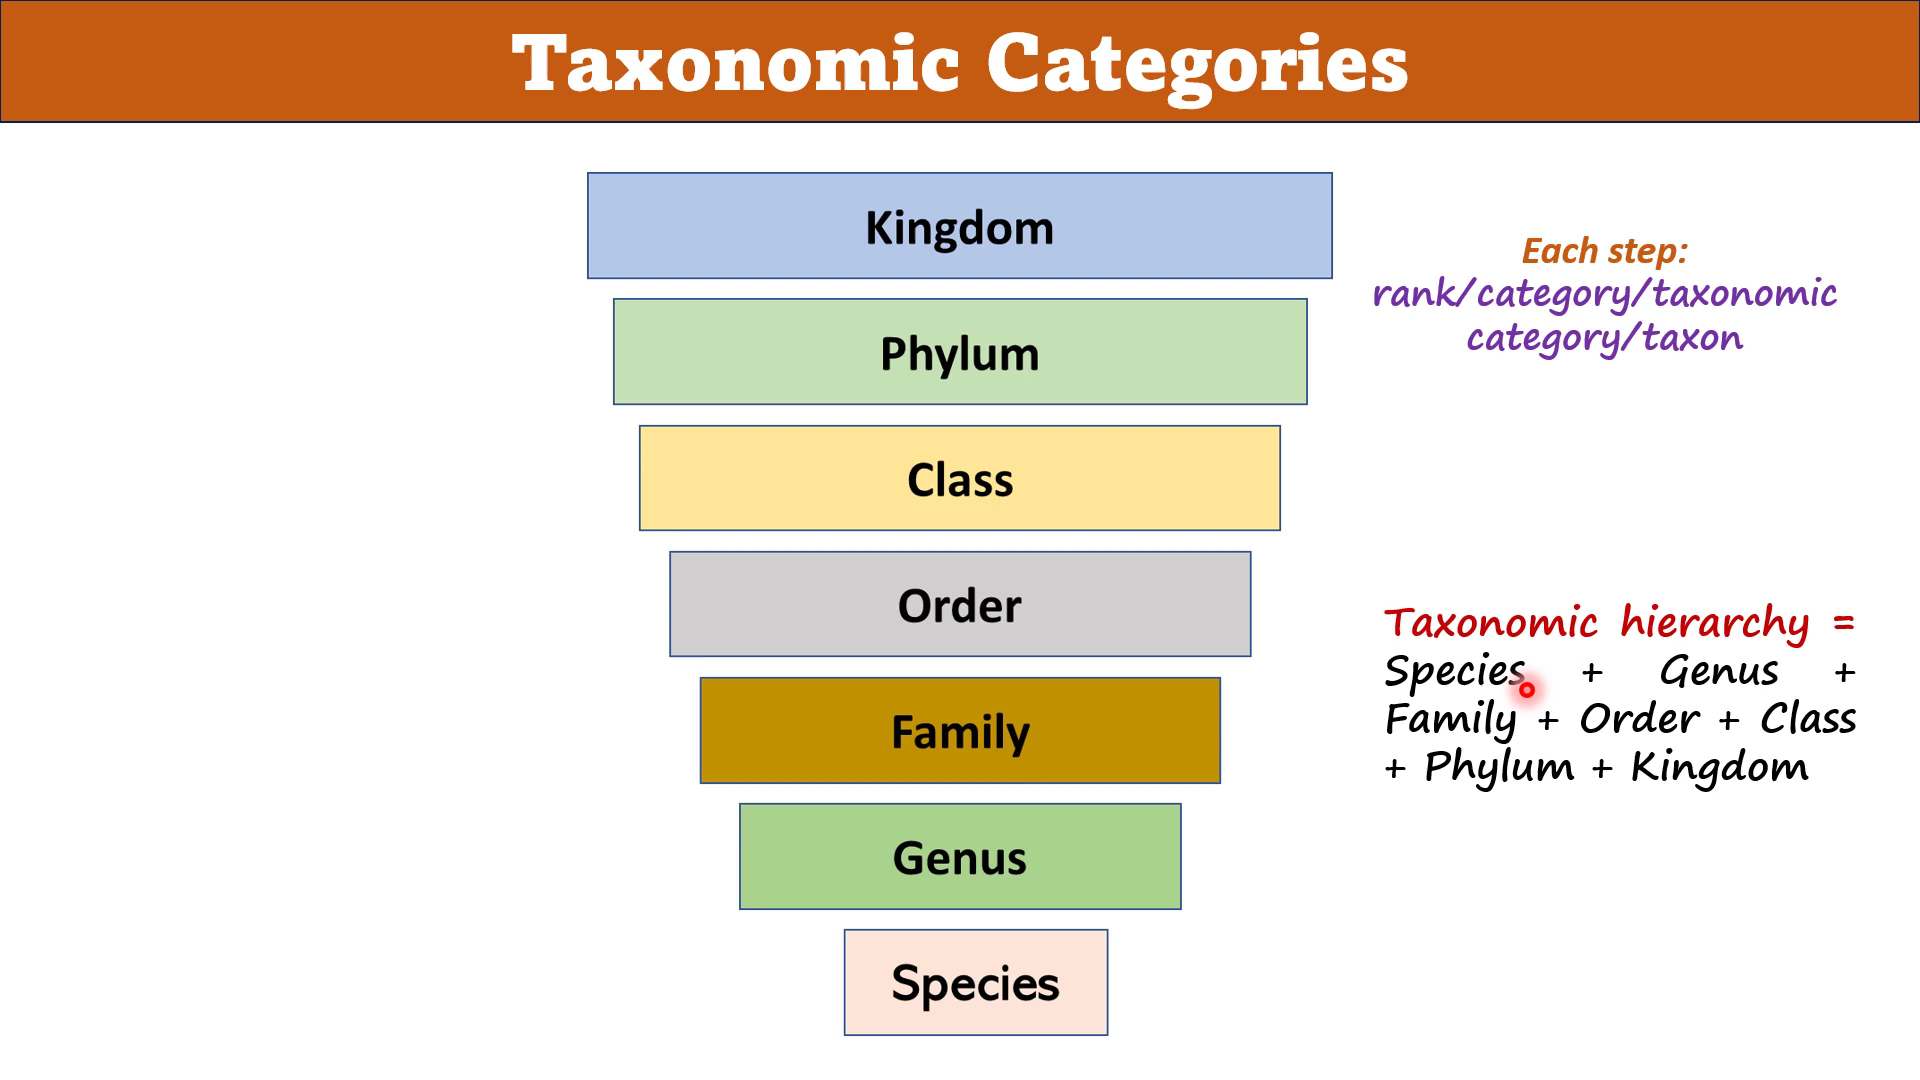 Taxonomic Categories
Kingdom
Phylum
Class
Order
Family
Genus
Species
Each step:
rank/category/taxonomic
category/taxon
Taxonomic hierarchy =
Species + Genus +
Family + Order + Class
+ Phylum + Kingdom